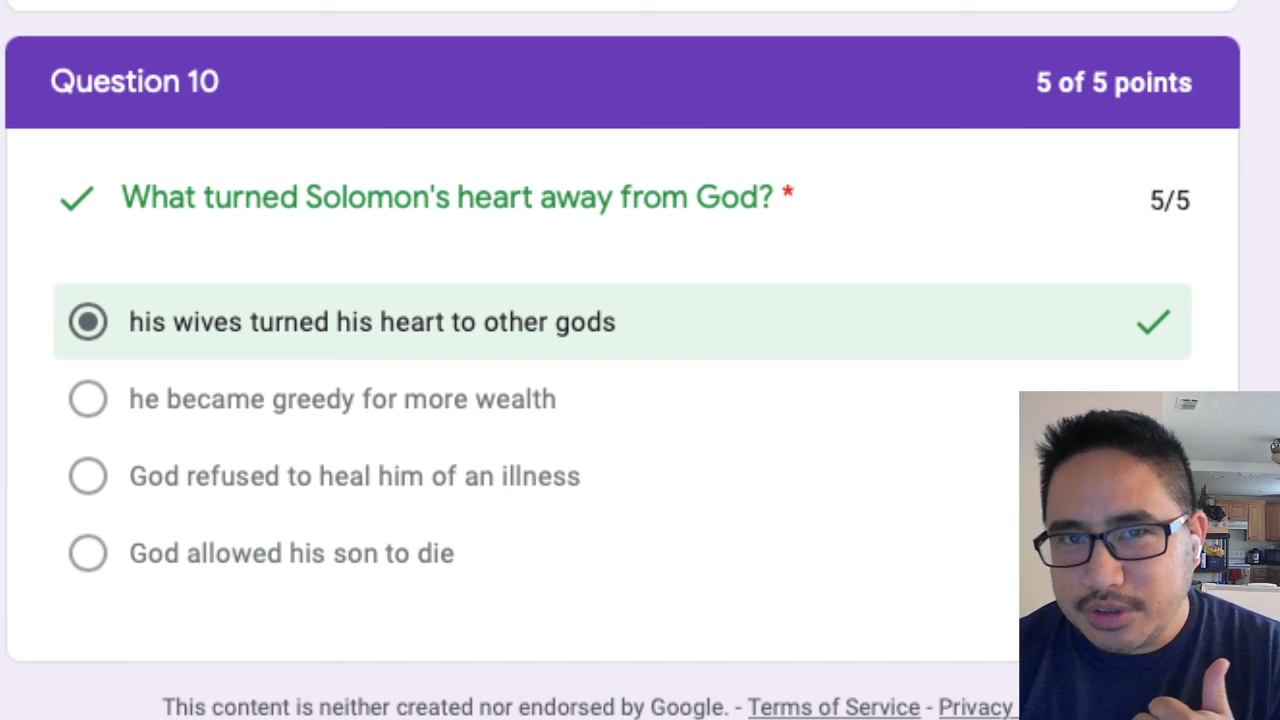 Question 10
5 of 5 points
What turned Solomon's heart away from God? *
5/5
his wives turned his heart to other gods
he became greedy for more wealth
God refused to heal him of an illness
God allowed his son to die
This content is neither created nor endorsed by Google. - Terms of Service - Privacy